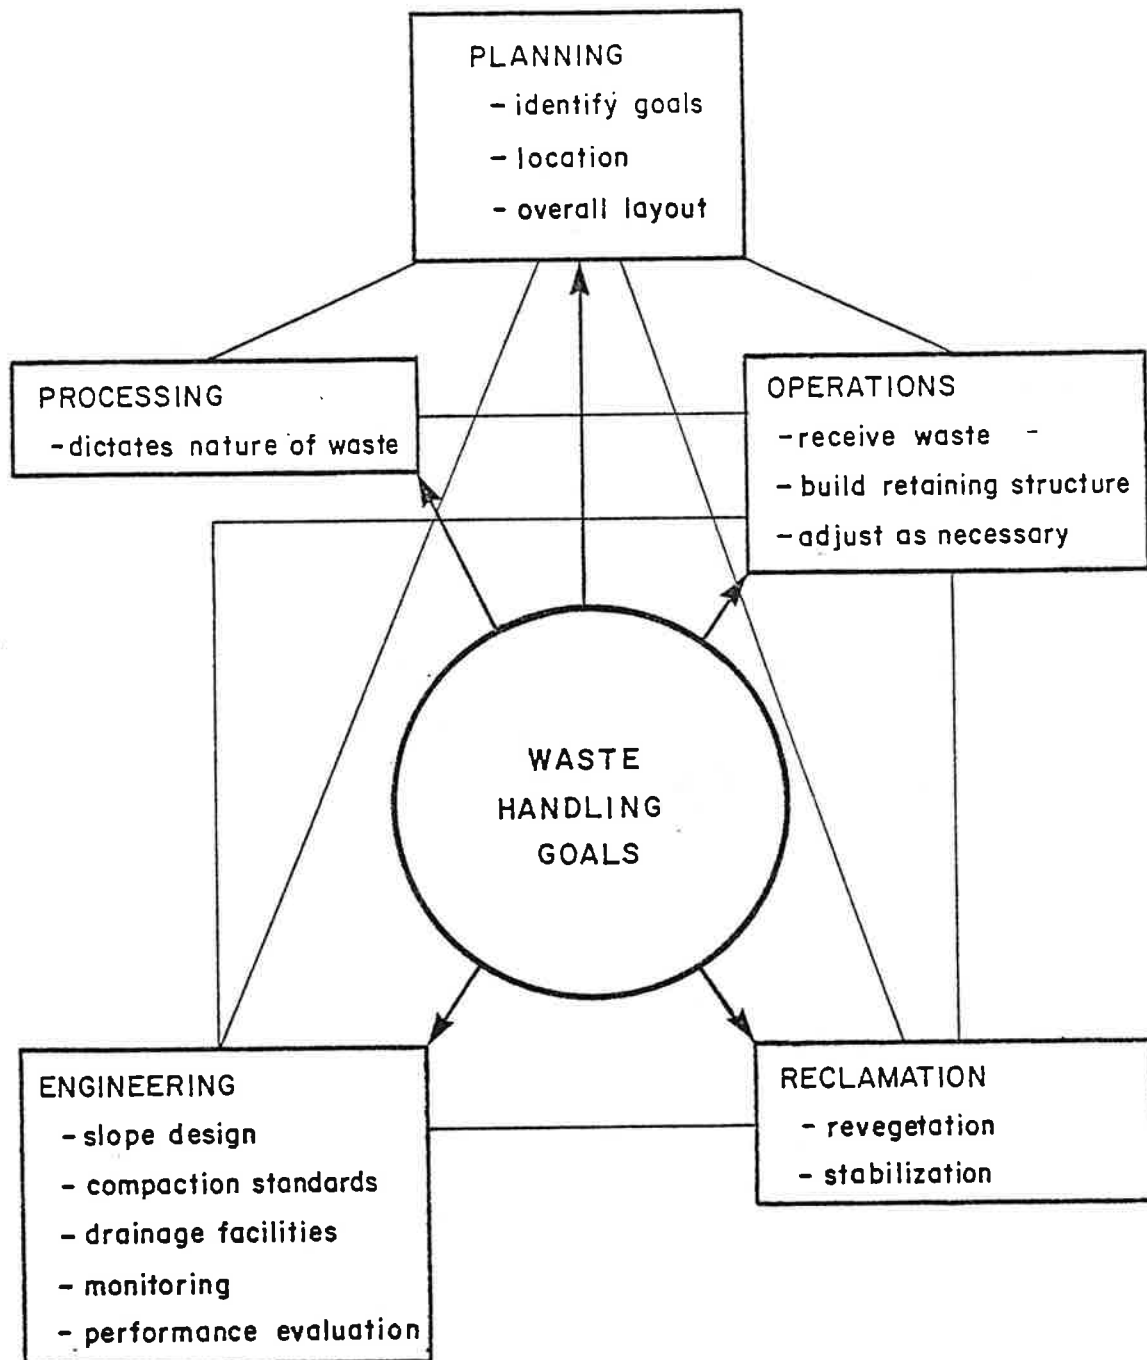 PLANNING
- identify goals
- location
- overall layout
PROCESSING
- dictates nature of waste
OPERATIONS
- receive waste -
- build retaining structure
- adjust as necessary
WASTE
HANDLING
GOALS
ENGINEERING
- slope design
- compaction standards
- drainage facilities
- monitoring
- performance evaluation
RECLAMATION
- revegetation
- stabilization